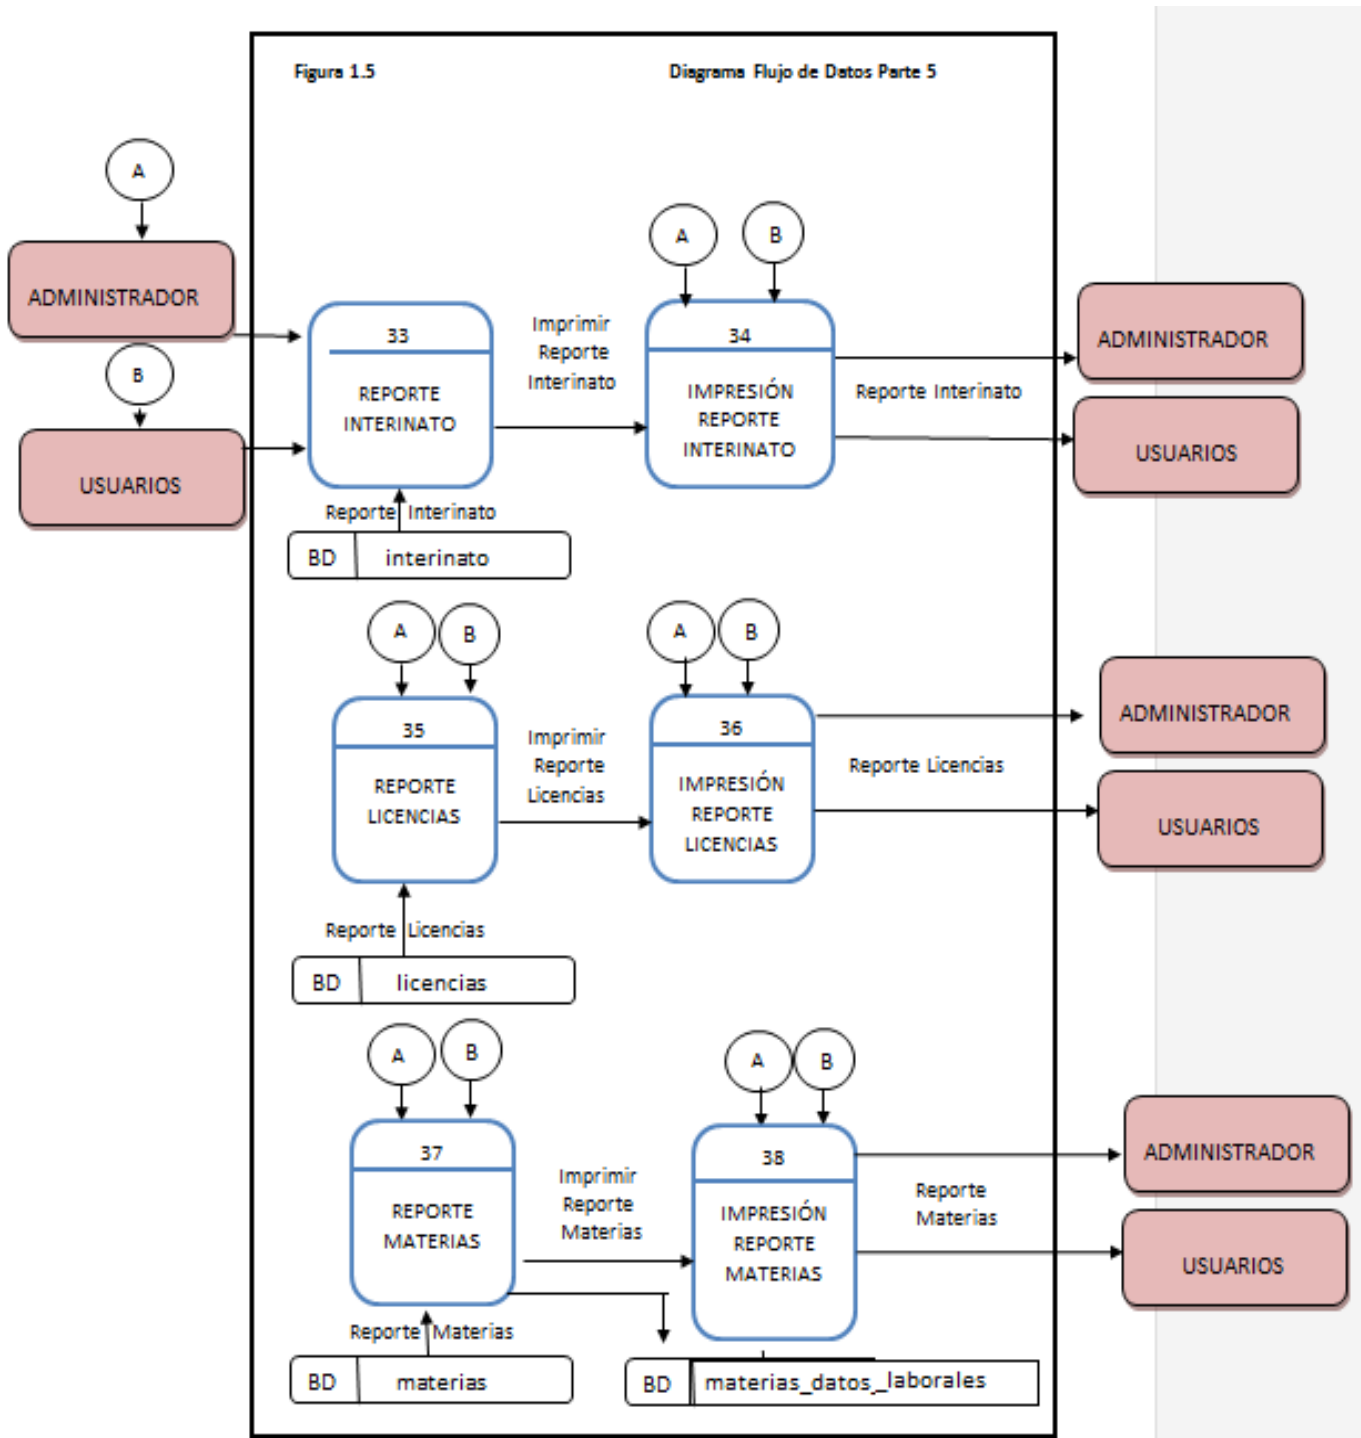 Figura 1.5
Diagrama Flujo de Datos Parte 5
A
ADMINISTRADOR
B
USUARIOS
33
REPORTE
INTERINATO
Imprimir
Reporte
Interinato
A
B
34
IMPRESIÓN
REPORTE
INTERINATO
Reporte Interinato
ADMINISTRADOR
USUARIOS
Reporte Interinato
BD
interinato
A
B
35
REPORTE
LICENCIAS
Imprimir
Reporte
Licencias
A
B
36
IMPRESIÓN
REPORTE
LICENCIAS
Reporte Licencias
ADMINISTRADOR
USUARIOS
Reporte Licencias
BD
licencias
A
B
37
REPORTE
MATERIAS
Imprimir
Reporte
Materias
A
B
38
IMPRESIÓN
REPORTE
MATERIAS
Reporte
Materias
ADMINISTRADOR
USUARIOS
Reporte Materias
BD
materias
BD
materias_datos_laborales